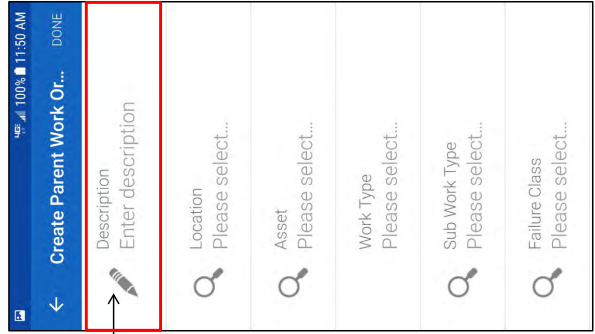 4GE 100% 11:50 AM
Create Parent Work Or... DONE
Description
Enter description
Location
Please select...
Asset
Please select...
Work Type
Please select...
Sub Work Type
Please select...
Failure Class
Please select...